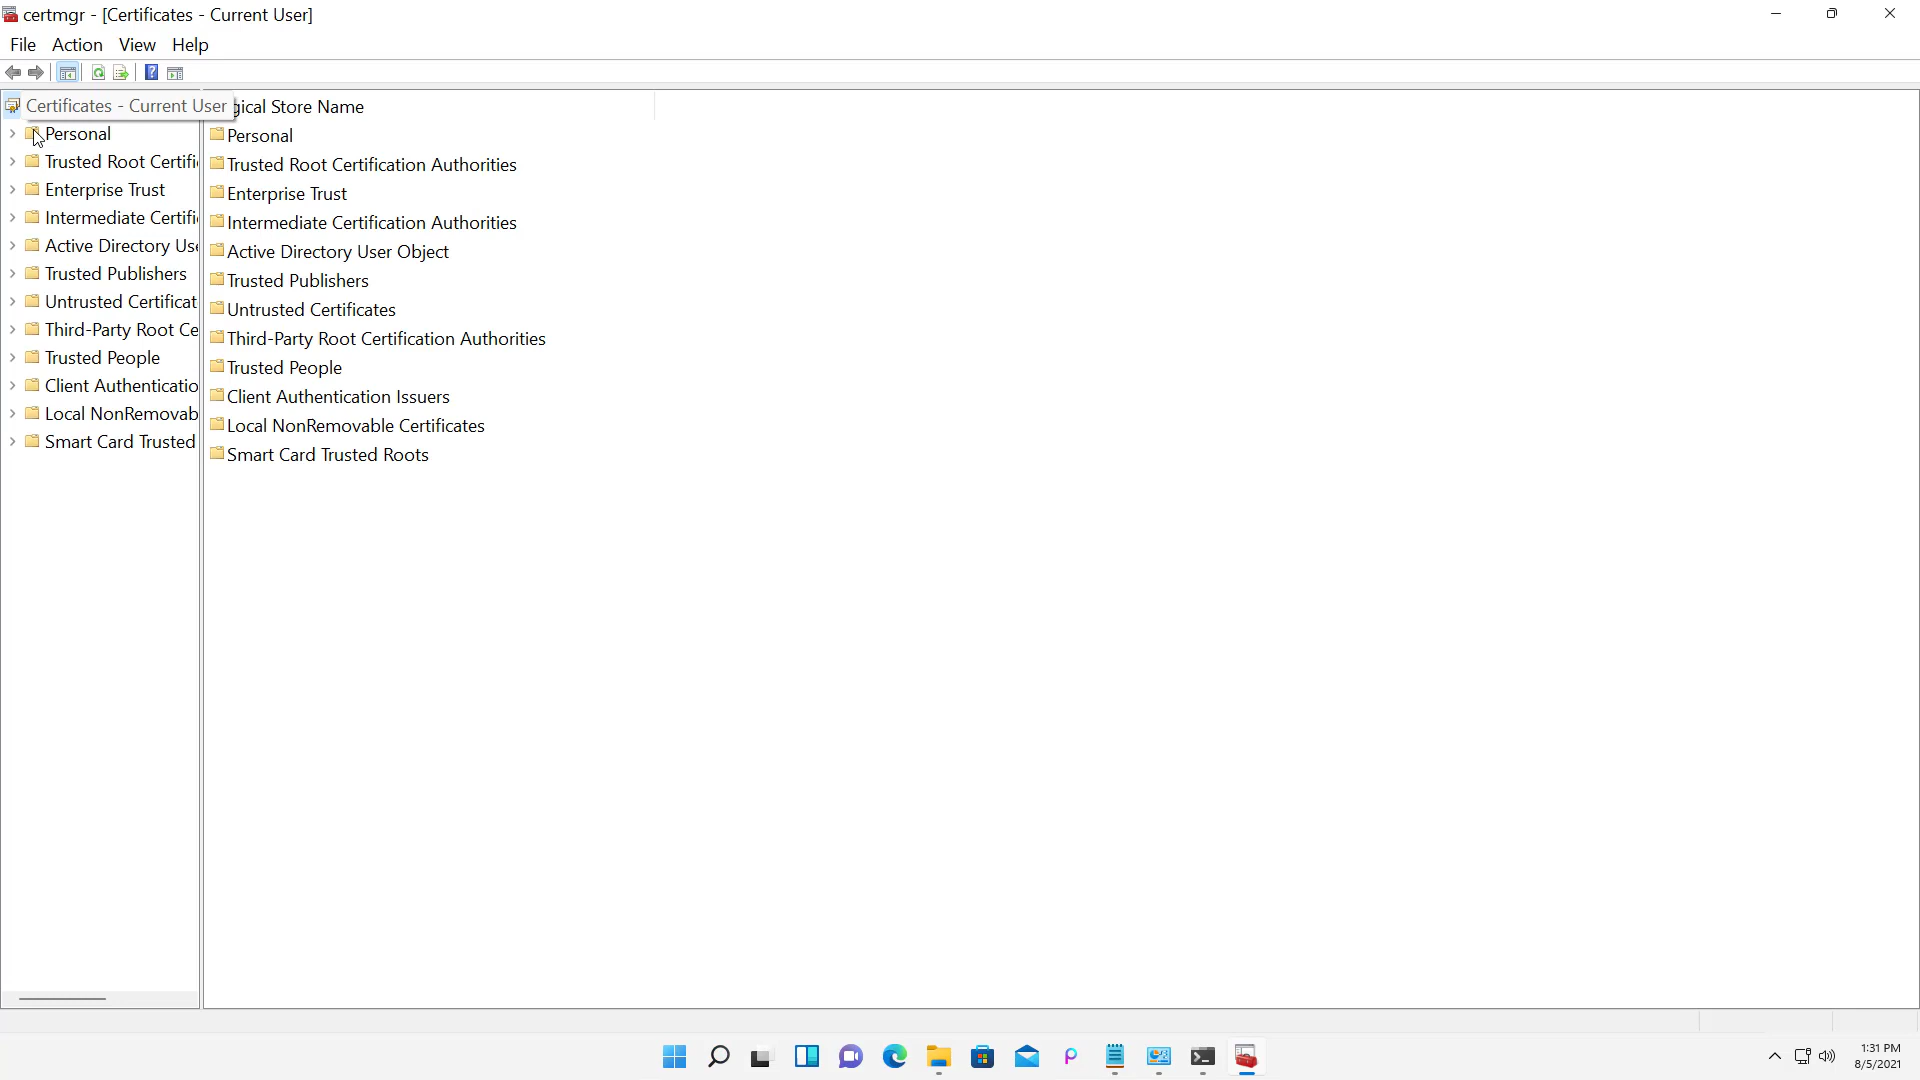 certmgr - [Certificates - Current User]
File Action View Help
Certificates - Current User
Personal
Trusted Root Certifi
Enterprise Trust
Intermediate Certifi
Active Directory Use
Trusted Publishers
Untrusted Certificat
Third-Party Root Ce
Trusted People
Client Authenticatio
Local NonRemovab
Smart Card Trusted
gical Store Name
Personal
Trusted Root Certification Authorities
Enterprise Trust
Intermediate Certification Authorities
Active Directory User Object
Trusted Publishers
Untrusted Certificates
Third-Party Root Certification Authorities
Trusted People
Client Authentication Issuers
Local NonRemovable Certificates
Smart Card Trusted Roots
1:31 PM
8/5/2021